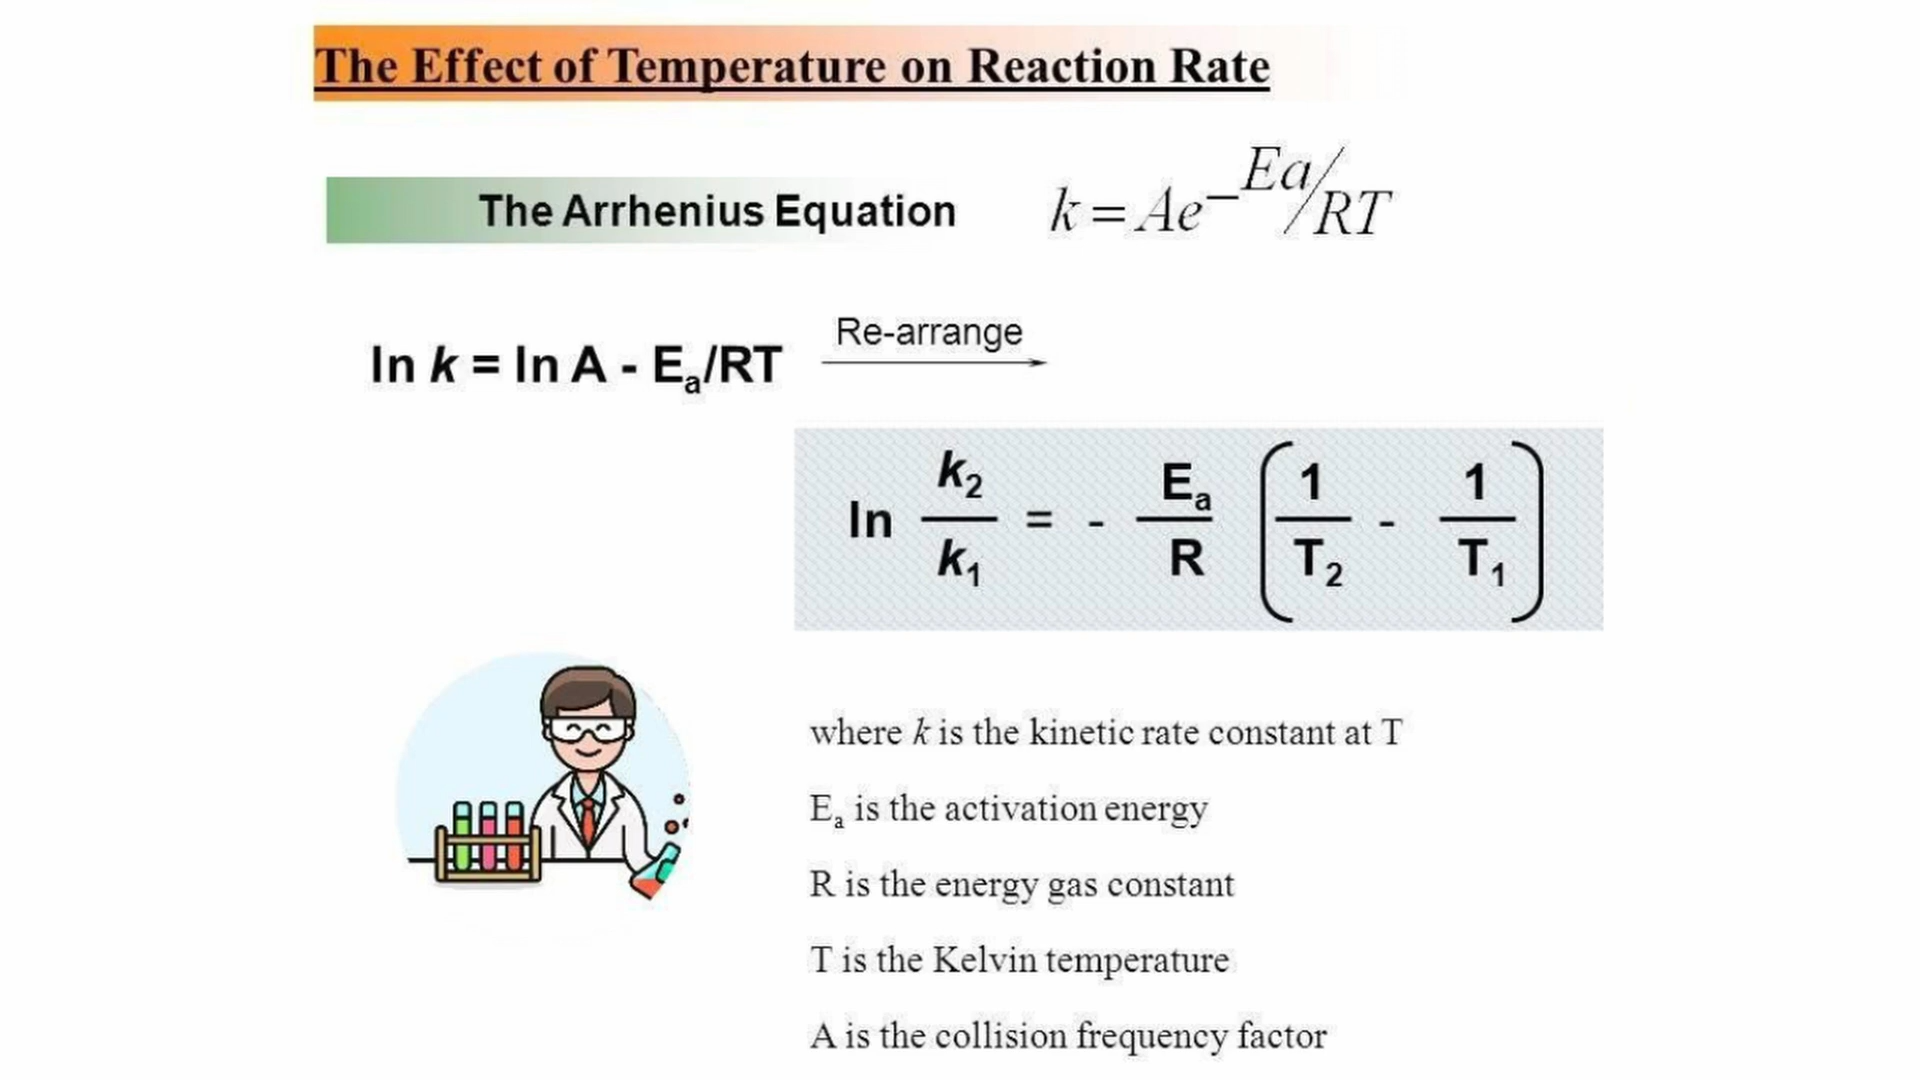 The Effect of Temperature on Reaction Rate
The Arrhenius Equation
k = Ae^−Ea/RT
ln k = ln A - Eₐ/RT
Re-arrange
ln k₂/k₁ = - Eₐ/R (1/T₂ - 1/T₁)
where k is the kinetic rate constant at T
Eₐ is the activation energy
R is the energy gas constant
T is the Kelvin temperature
A is the collision frequency factor